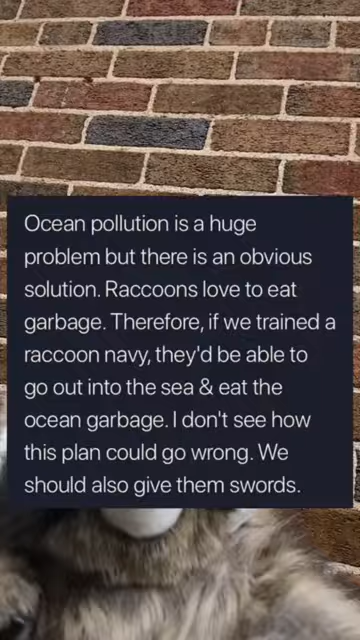 Ocean pollution is a huge
problem but there is an obvious
solution. Raccoons love to eat
garbage. Therefore, if we trained a
raccoon navy, they'd be able to
go out into the sea & eat the
ocean garbage. I don't see how
this plan could go wrong. We
should also give them swords.